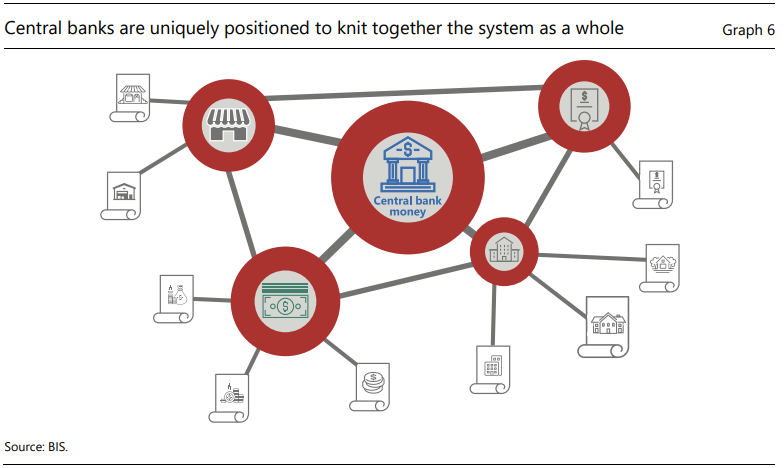 Central banks are uniquely positioned to knit together the system as a whole
Graph 6
$
$
$
Central bank
money
$
$
$
Source: BIS.